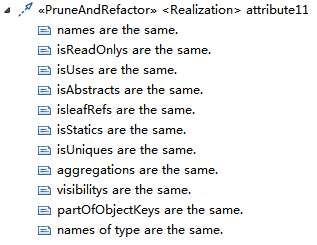 «PruneAndRefactor» <Realization> attribute11
names are the same.
isReadOnlys are the same.
isUses are the same.
isAbstracts are the same.
isleafRefs are the same.
isStatics are the same.
isUniques are the same.
aggregations are the same.
visibilitys are the same.
partOfObjectKeys are the same.
names of type are the same.